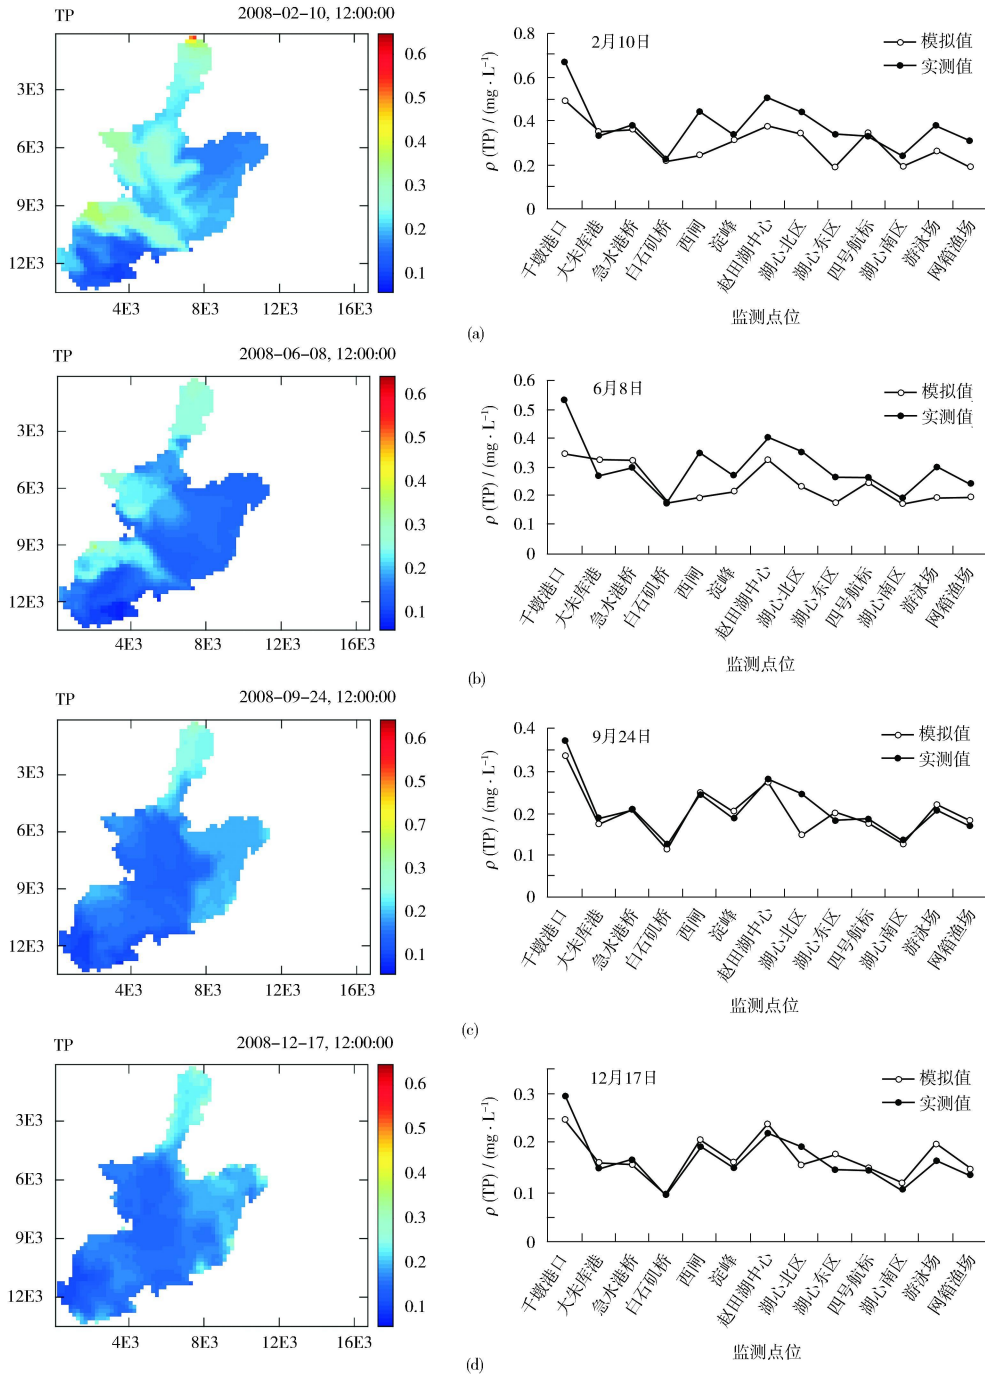 TP 2008-02-10, 12:00:00
3E3
6E3
9E3
12E3
4E3 8E3 12E3 16E3
0.6
0.5
0.4
0.3
0.2
0.1
2月10日
模拟值
实测值
ρ (TP) / (mg · L⁻¹)
0.8
0.6
0.4
0.2
0
千墩港口
大朱库港
急水港桥
白石矶桥
西闸
淀峰
赵田湖中心
湖心北区
湖心东区
四号航标
湖心南区
游泳场
网箱渔场
监测点位
(a)
TP 2008-06-08, 12:00:00
3E3
6E3
9E3
12E3
4E3 8E3 12E3 16E3
0.6
0.5
0.4
0.3
0.2
0.1
6月8日
模拟值
实测值
ρ (TP) / (mg · L⁻¹)
0.6
0.5
0.4
0.3
0.2
0.1
0
千墩港口
大朱库港
急水港桥
白石矶桥
西闸
淀峰
赵田湖中心
湖心北区
湖心东区
四号航标
湖心南区
游泳场
网箱渔场
监测点位
(b)
TP 2008-09-24, 12:00:00
3E3
6E3
9E3
12E3
4E3 8E3 12E3 16E3
0.6
0.5
0.7
0.3
0.2
0.1
9月24日
模拟值
实测值
ρ (TP) / (mg · L⁻¹)
0.4
0.3
0.2
0.1
0
千墩港口
大朱库港
急水港桥
白石矶桥
西闸
淀峰
赵田湖中心
湖心北区
湖心东区
四号航标
湖心南区
游泳场
网箱渔场
监测点位
(c)
TP 2008-12-17, 12:00:00
3E3
6E3
9E3
12E3
4E3 8E3 12E3 16E3
0.6
0.5
0.4
0.3
0.2
0.1
12月17日
模拟值
实测值
ρ (TP) / (mg · L⁻¹)
0.3
0.2
0.1
0
千墩港口
大朱库港
急水港桥
白石矶桥
西闸
淀峰
赵田湖中心
湖心北区
湖心东区
四号航标
湖心南区
游泳场
网箱渔场
监测点位
(d)